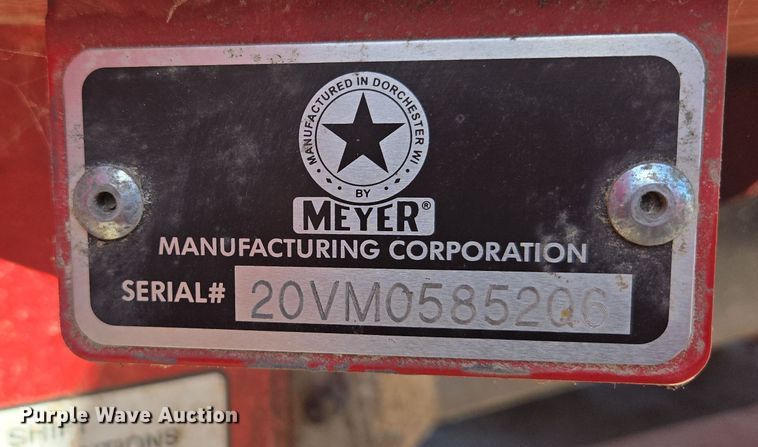 MANUFACTURED IN DORCHESTER WI
BY
MEYER®
MANUFACTURING CORPORATION
SERIAL# 20VM0585206
Purple Wave Auction